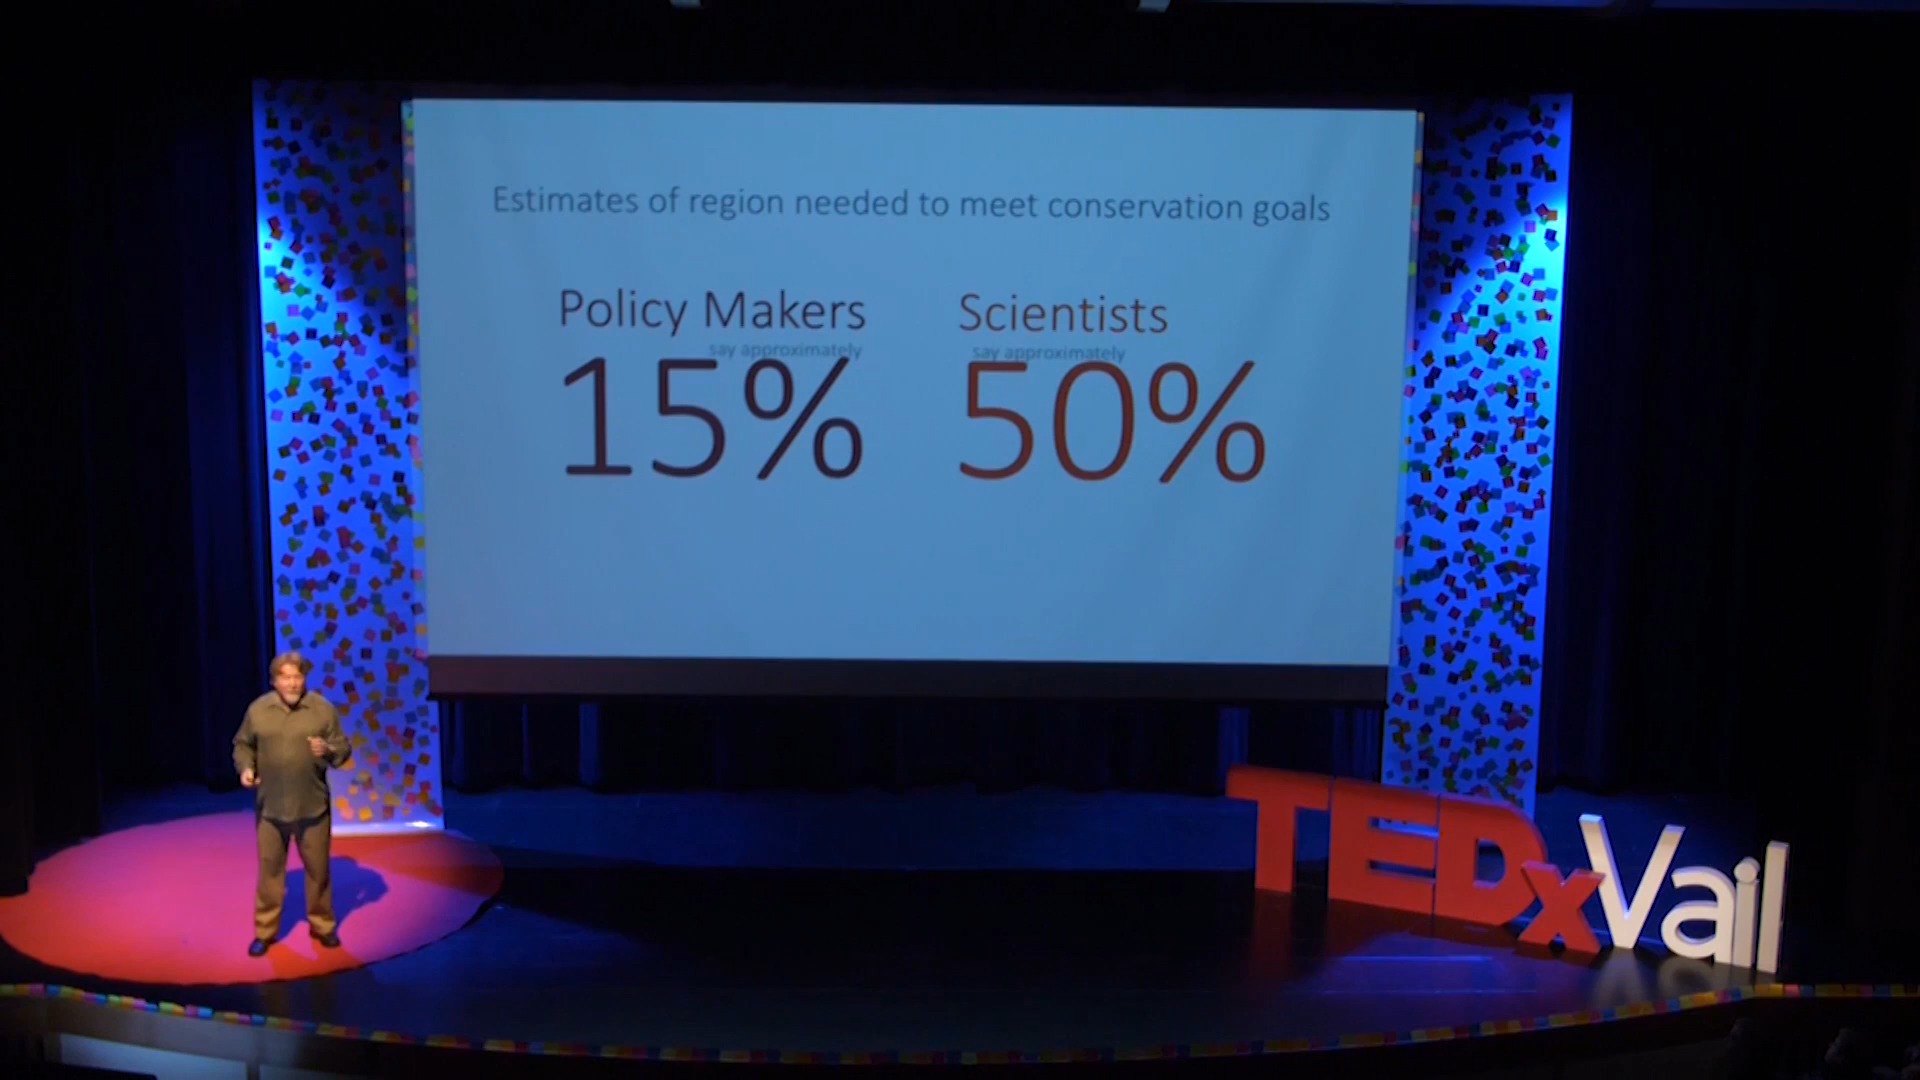 Estimates of region needed to meet conservation goals
Policy Makers
say approximately
15%
Scientists
say approximately
50%
TEDxVail